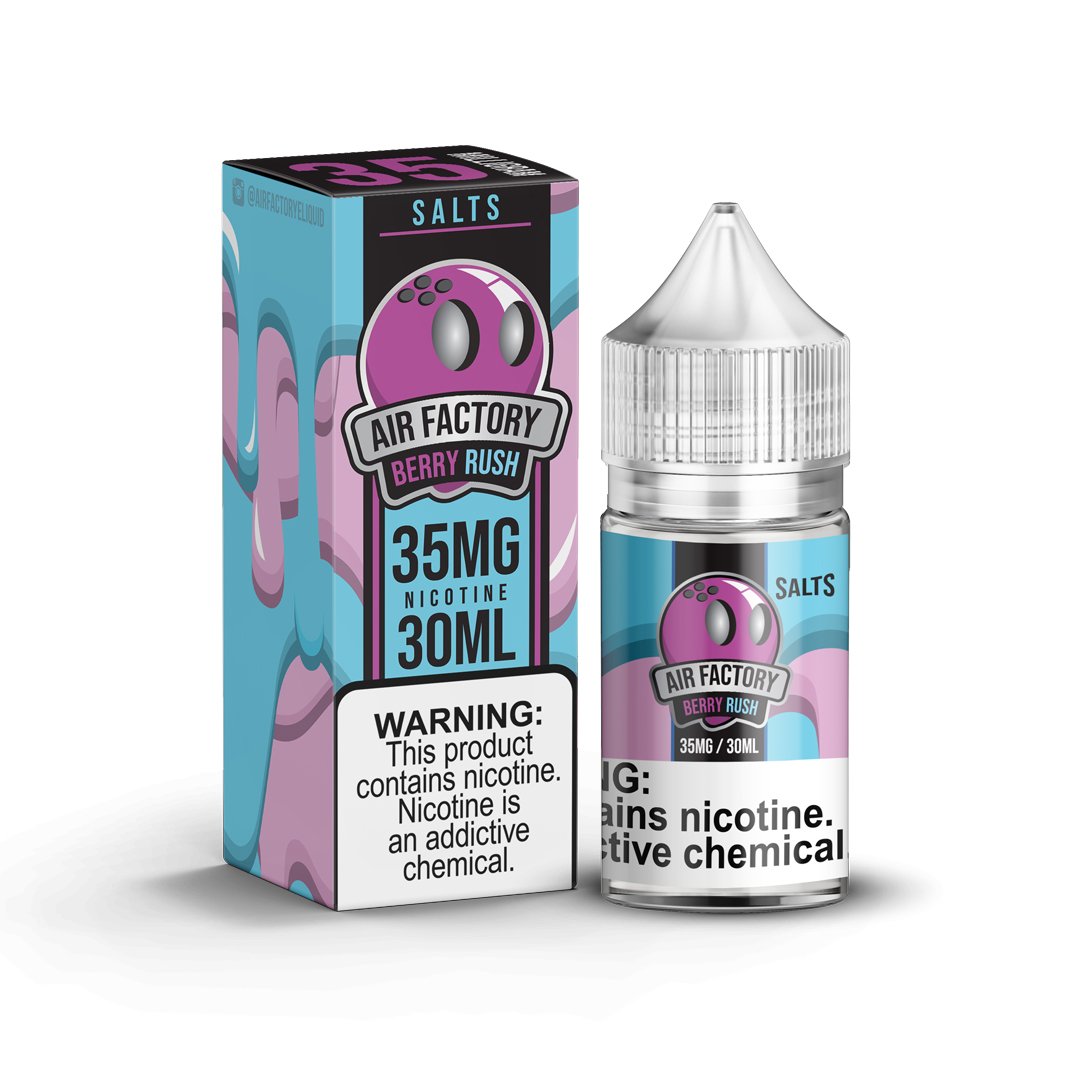 35
@AIRFACTORYELIQUID
SALTS
AIR FACTORY
BERRY RUSH
35MG
NICOTINE
30ML
WARNING:
This product
contains nicotine.
Nicotine is
an addictive
chemical.
SALTS
AIR FACTORY
BERRY RUSH
35MG / 30ML
NG:
ains nicotine.
ctive chemical.